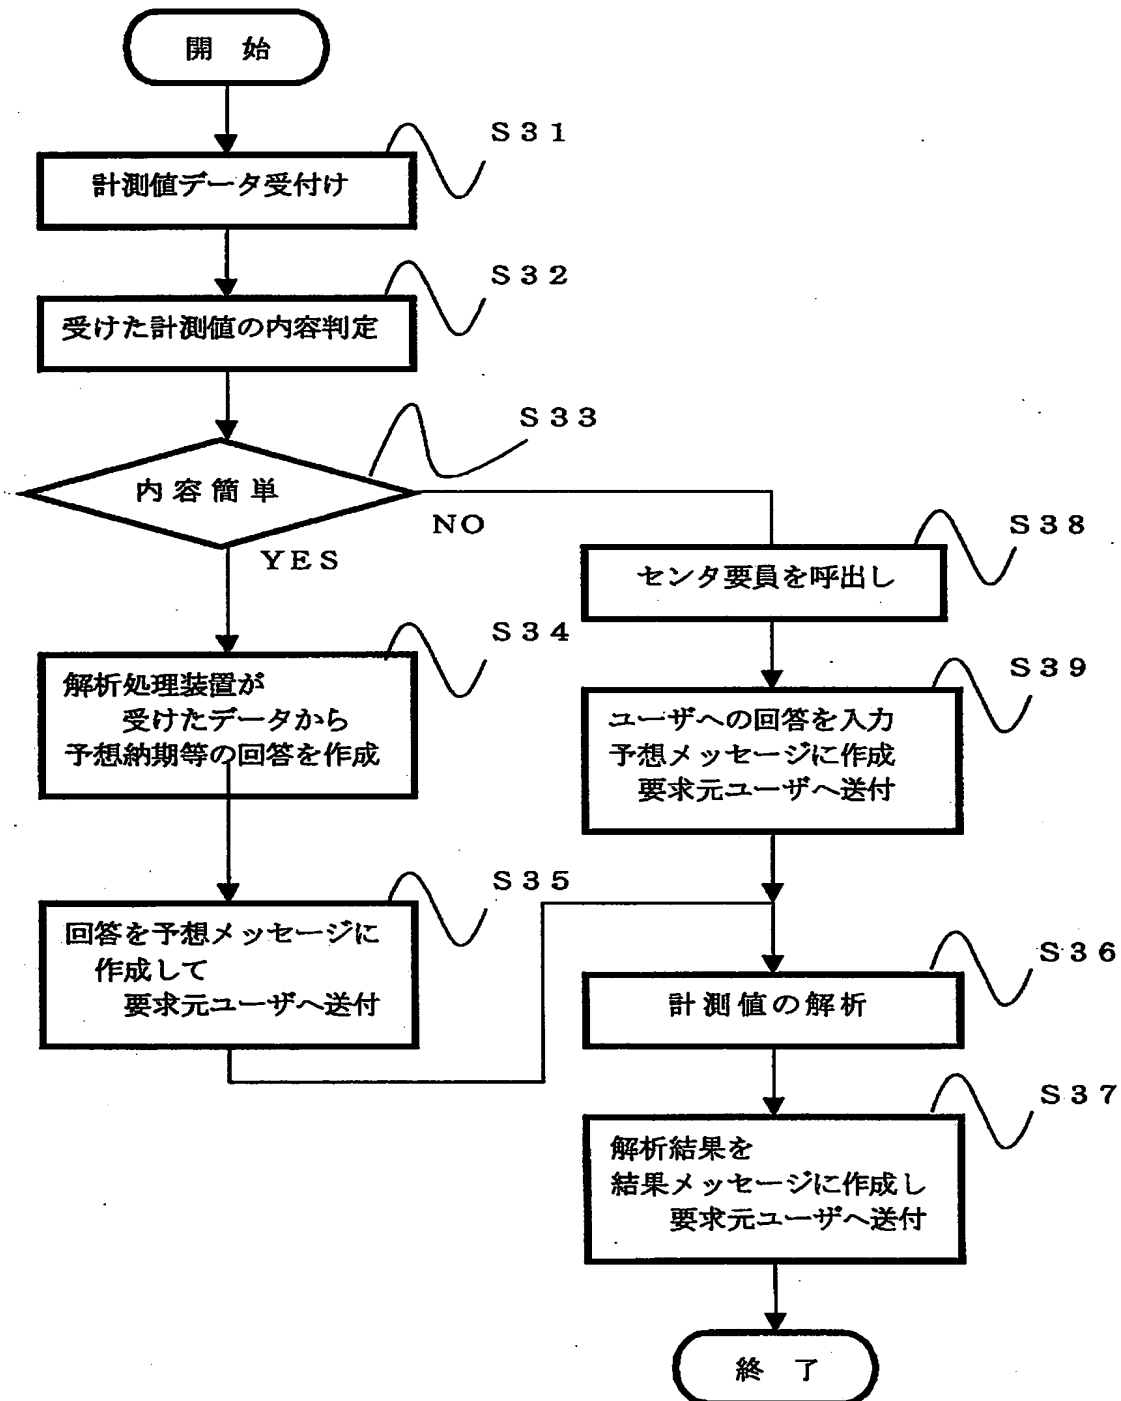 開 始
S31
計測値データ受付け
S32
受けた計測値の内容判定
S33
内容簡単
NO
YES
S34
解析処理装置が
受けたデータから
予想納期等の回答を作成
S35
回答を予想メッセージに
作成して
要求元ユーザへ送付
S38
センタ要員を呼出し
S39
ユーザへの回答を入力
予想メッセージに作成
要求元ユーザへ送付
S36
計測値の解析
S37
解析結果を
結果メッセージに作成し
要求元ユーザへ送付
終 了